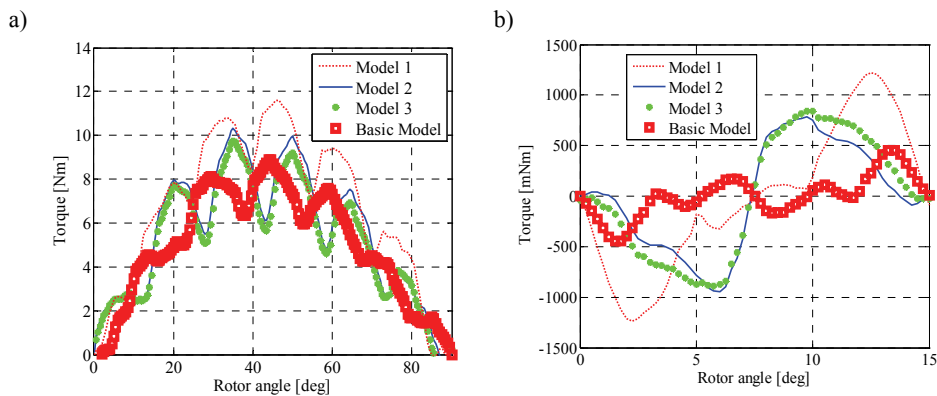 a)
14
12
10
8
6
4
2
0
Torque [Nm]
0 20 40 60 80
Rotor angle [deg]
Model 1
Model 2
Model 3
Basic Model
b)
1500
1000
500
0
-500
-1000
-1500
Torque [mNm]
0 5 10 15
Rotor angle [deg]
Model 1
Model 2
Model 3
Basic Model